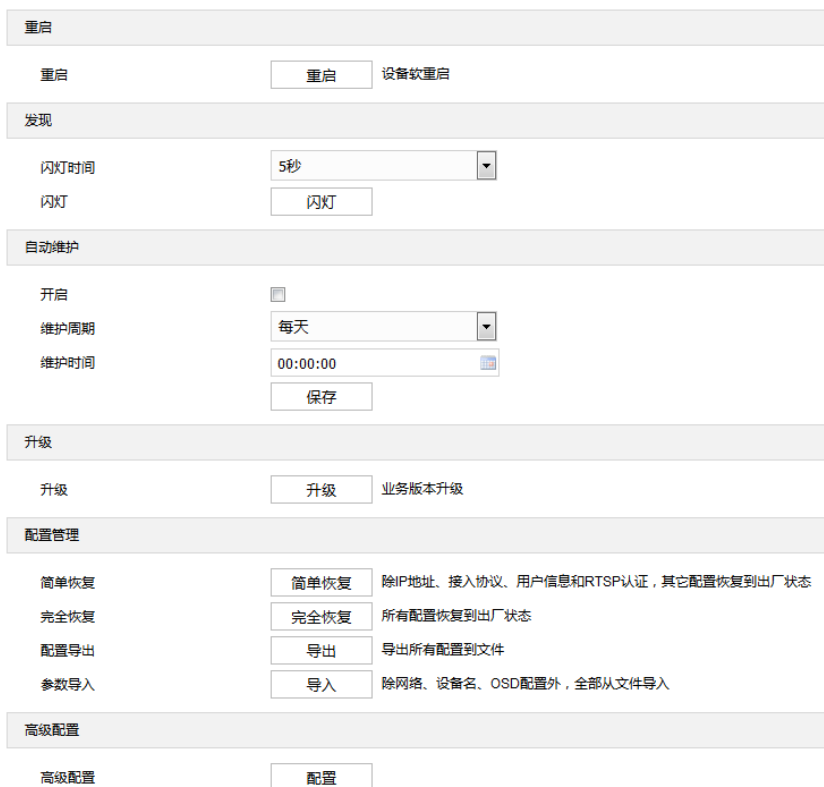 重启
重启 重启 设备软重启
发现
闪灯时间 5秒
闪灯 闪灯
自动维护
开启
维护周期 每天
维护时间 00:00:00
保存
升级
升级 升级 业务版本升级
配置管理
简单恢复 简单恢复 除IP地址、接入协议、用户信息和RTSP认证，其它配置恢复到出厂状态
完全恢复 完全恢复 所有配置恢复到出厂状态
配置导出 导出 导出所有配置到文件
参数导入 导入 除网络、设备名、OSD配置外，全部从文件导入
高级配置
高级配置 配置